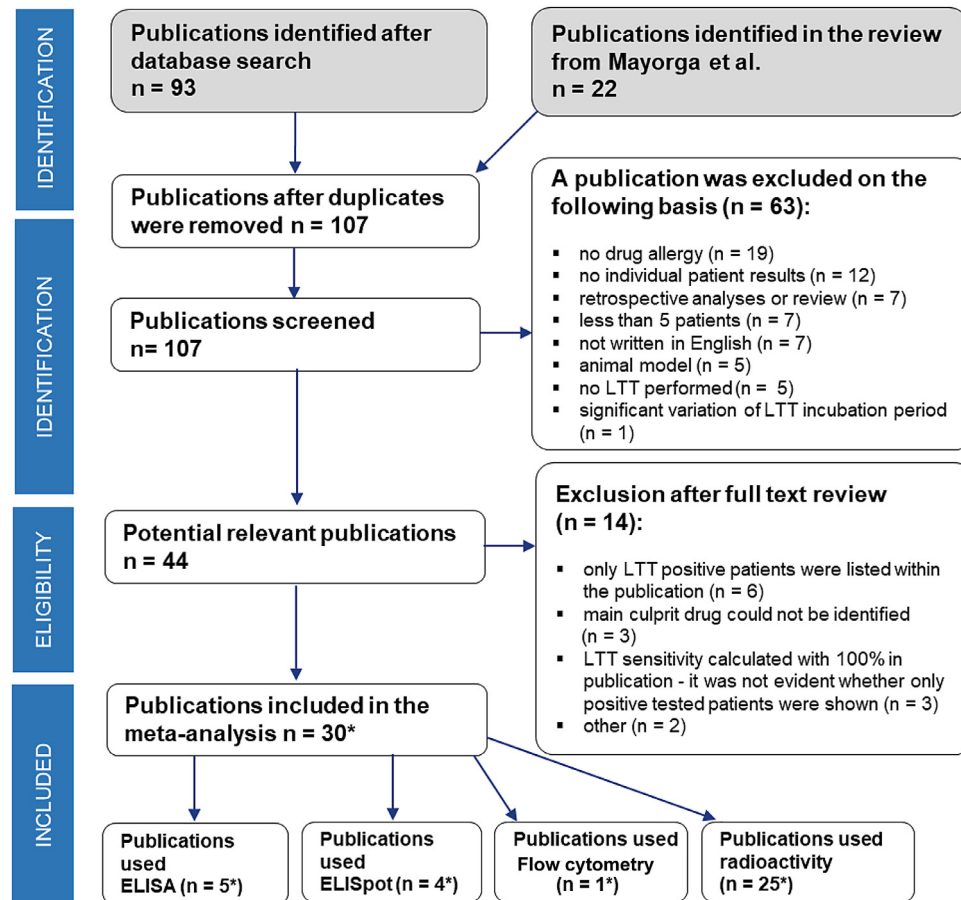 IDENTIFICATION
Publications identified after
database search
n = 93
Publications identified in the review
from Mayorga et al.
n = 22
Publications after duplicates
were removed n = 107
IDENTIFICATION
Publications screened
n= 107
A publication was excluded on the
following basis (n = 63):
▪ no drug allergy (n = 19)
▪ no individual patient results (n = 12)
▪ retrospective analyses or review (n = 7)
▪ less than 5 patients (n = 7)
▪ not written in English (n = 7)
▪ animal model (n = 5)
▪ no LTT performed (n = 5)
▪ significant variation of LTT incubation period
(n = 1)
ELIGIBILITY
Potential relevant publications
n = 44
Exclusion after full text review
(n = 14):
▪ only LTT positive patients were listed within
the publication (n = 6)
▪ main culprit drug could not be identified
(n = 3)
▪ LTT sensitivity calculated with 100% in
publication - it was not evident whether only
positive tested patients were shown (n = 3)
▪ other (n = 2)
INCLUDED
Publications included in the
meta-analysis n = 30*
Publications
used
ELISA (n = 5*)
Publications
used
ELISpot (n = 4*)
Publications used
Flow cytometry
(n = 1*)
Publications used
radioactivity
(n = 25*)